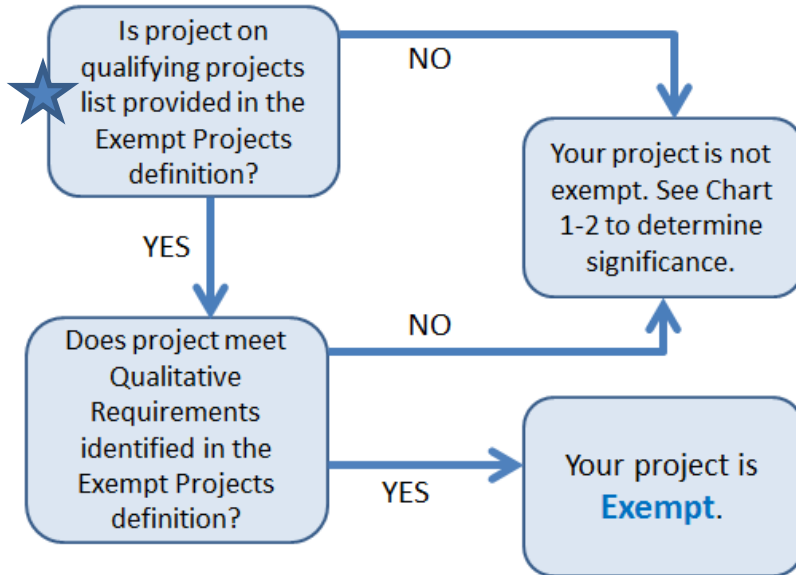 Is project on
qualifying projects
list provided in the
Exempt Projects
definition?
NO
Your project is not
exempt. See Chart
1-2 to determine
significance.
YES
Does project meet
Qualitative
Requirements
identified in the
Exempt Projects
definition?
NO
YES
Your project is
Exempt.